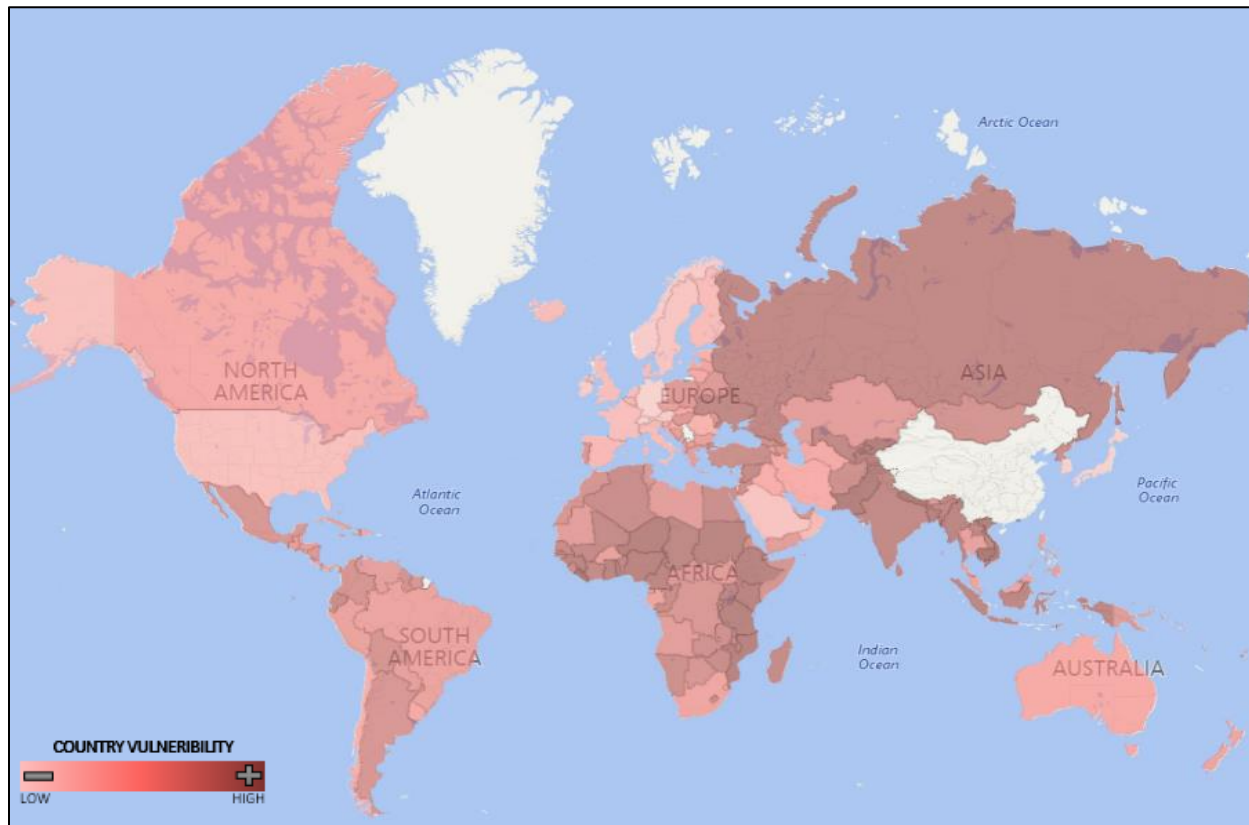 Arctic Ocean
NORTH
AMERICA
EUROPE
ASIA
Atlantic
Ocean
Pacific
Ocean
AFRICA
SOUTH
AMERICA
Indian
Ocean
AUSTRALIA
COUNTRY VULNERIBILITY
LOW
HIGH